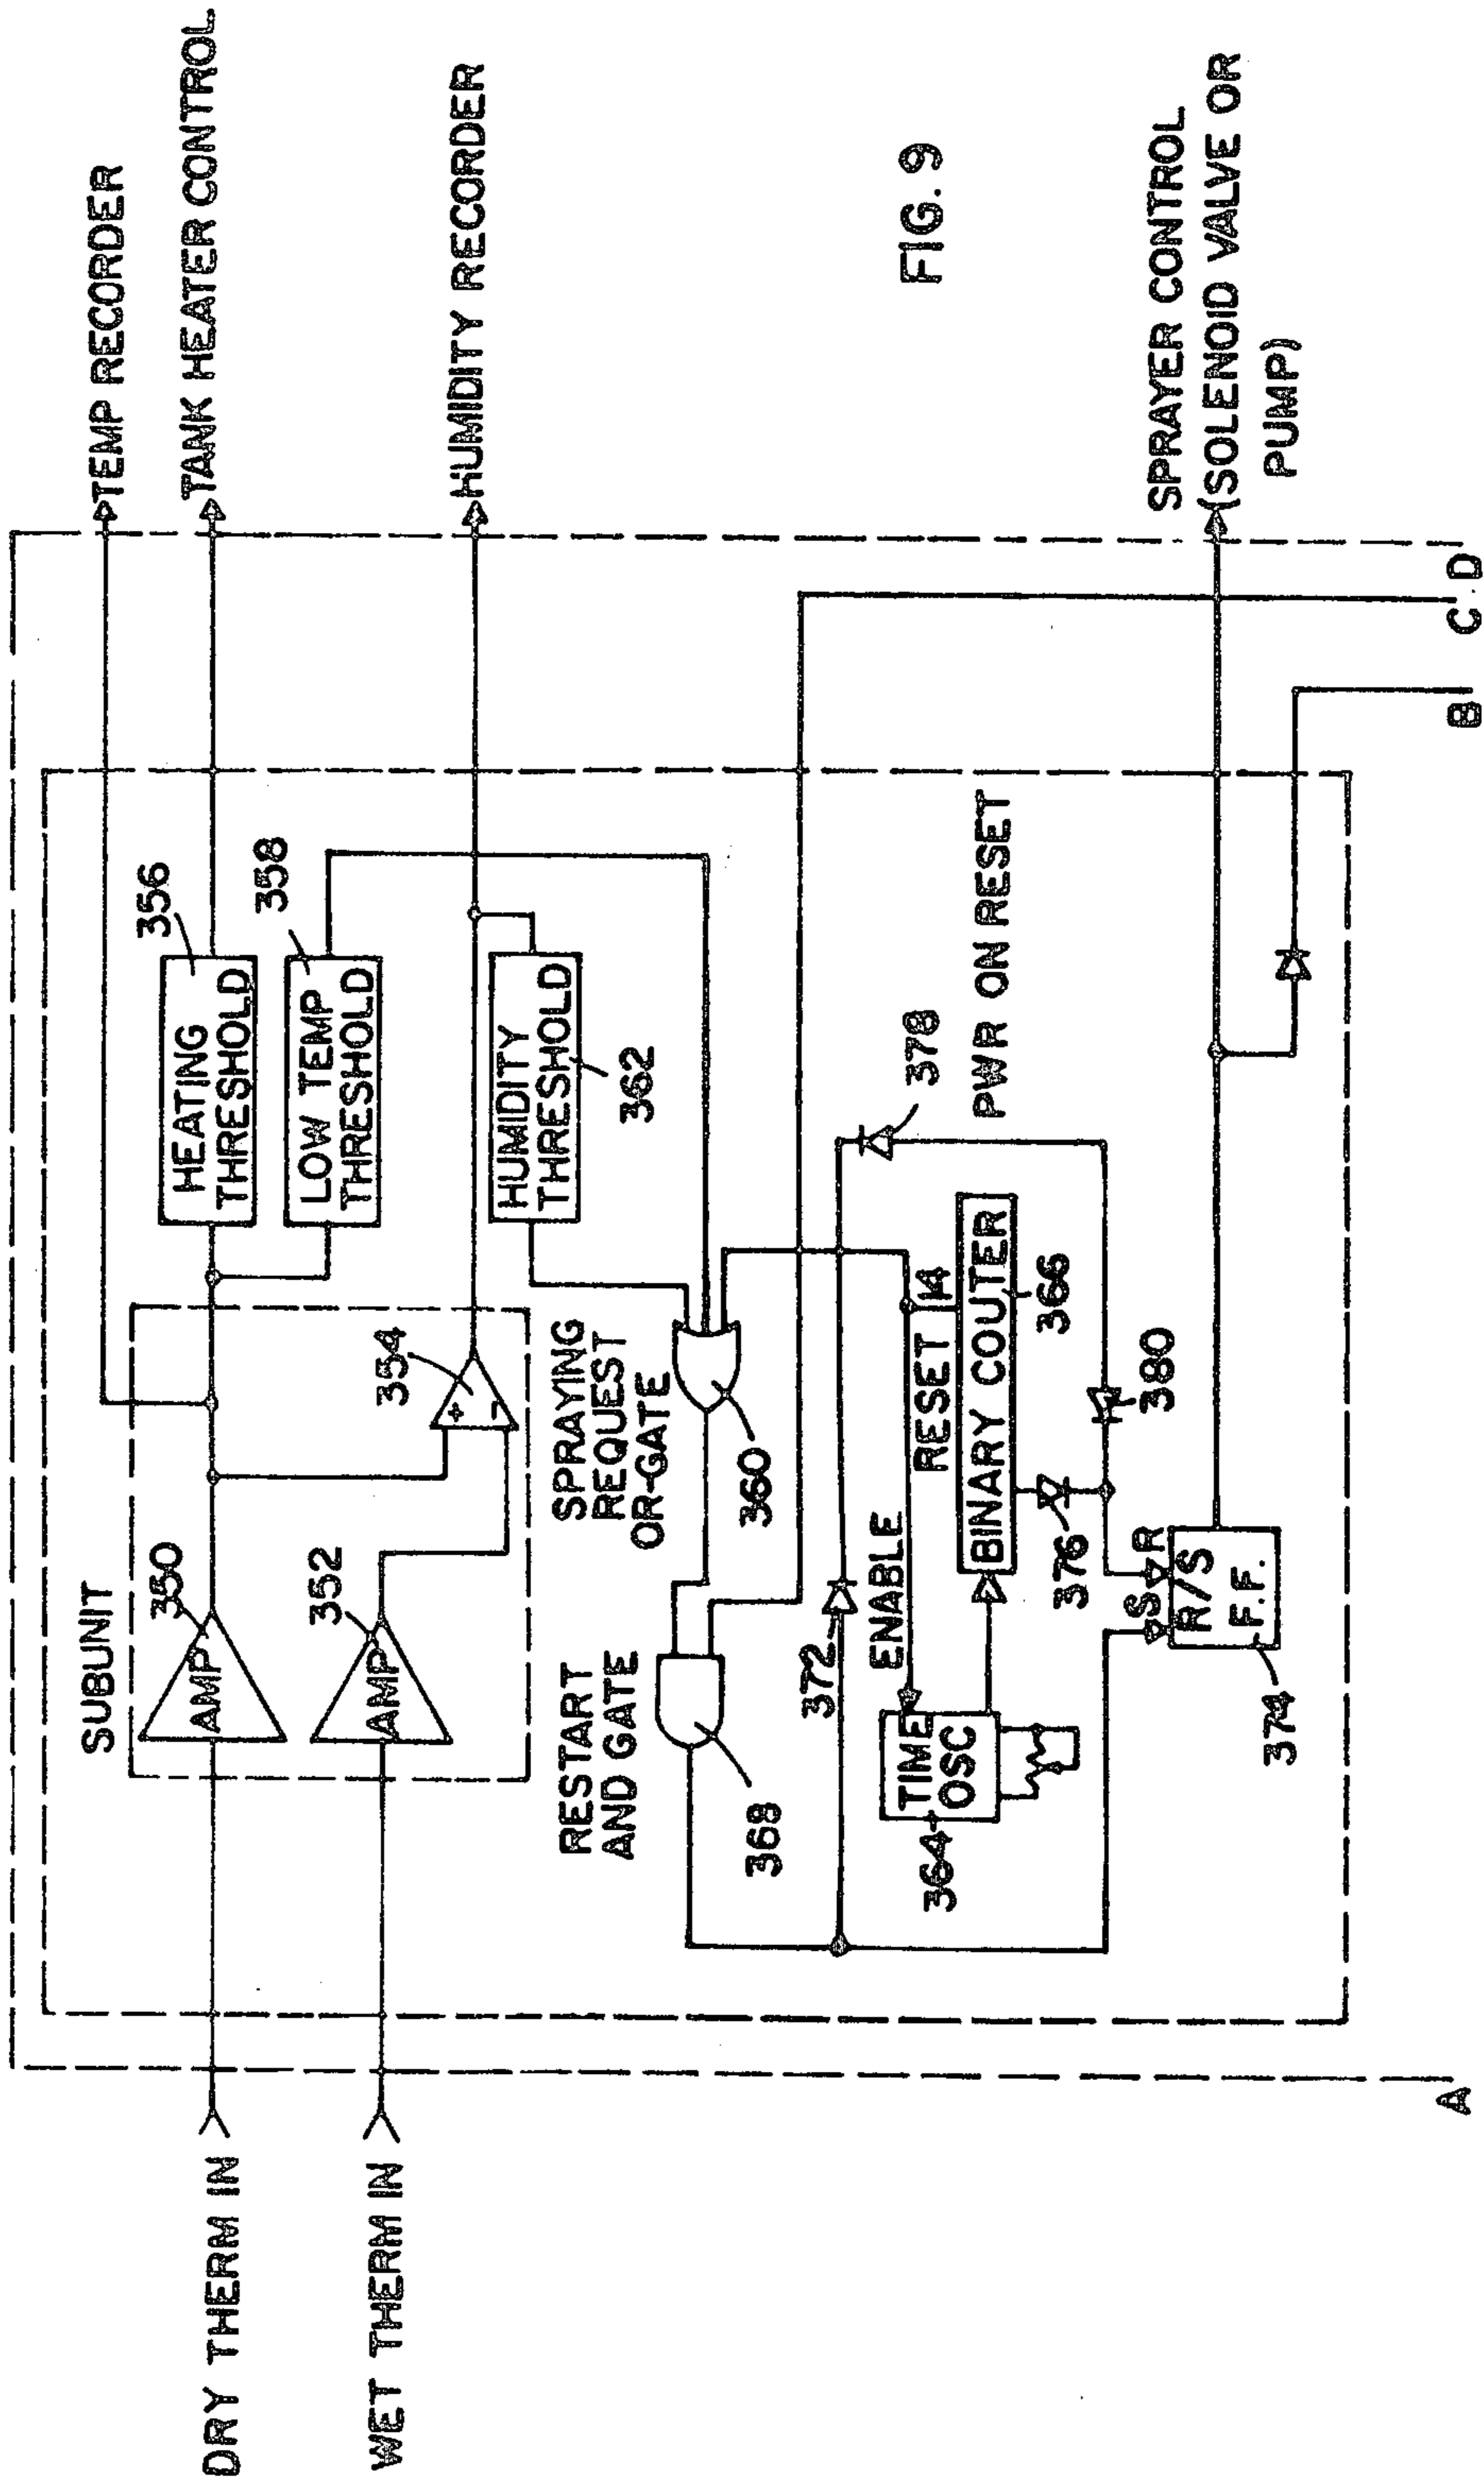 TEMP RECORDER
TANK HEATER CONTROL
HUMIDITY RECORDER
FIG. 9
SPRAYER CONTROL
(SOLENOID VALVE OR
PUMP)
DRY THERM IN
WET THERM IN
SUBUNIT
AMP
350
AMP
352
354
+
-
HEATING
THRESHOLD
356
LOW TEMP
THRESHOLD
358
HUMIDITY
THRESHOLD
362
SPRAYING
REQUEST
OR-GATE
360
RESTART
AND GATE
368
372
378
PWR ON RESET
ENABLE
RESET
14
TIME
OSC
364
BINARY COUTER
366
376
380
S
R
R/S
F.F.
374
A
B
C
D